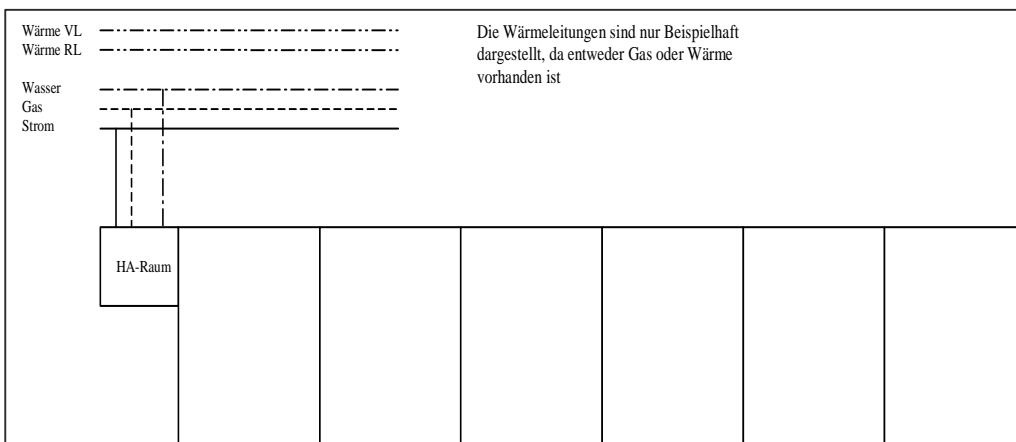 Wärme VL
Wärme RL
Wasser
Gas
Strom
Die Wärmeleitungen sind nur Beispielhaft
dargestellt, da entweder Gas oder Wärme
vorhanden ist
HA-Raum